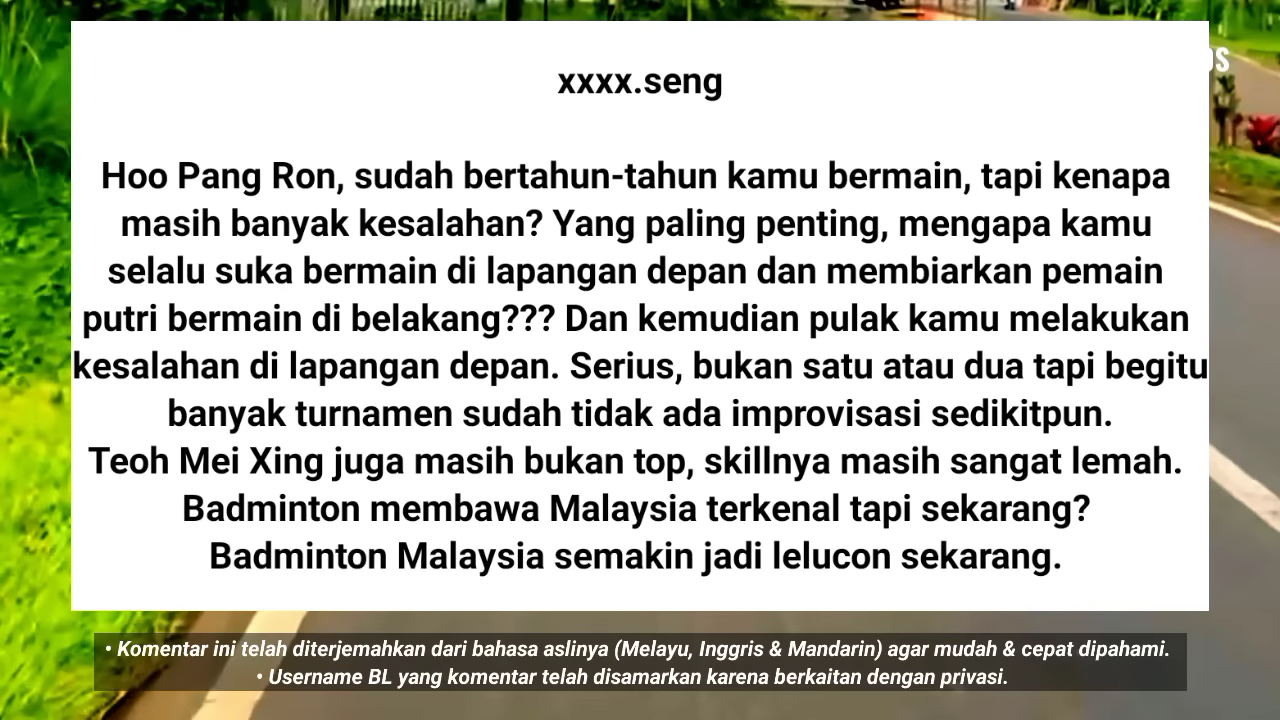 xxxx.seng
Hoo Pang Ron, sudah bertahun-tahun kamu bermain, tapi kenapa
masih banyak kesalahan? Yang paling penting, mengapa kamu
selalu suka bermain di lapangan depan dan membiarkan pemain
putri bermain di belakang??? Dan kemudian pulak kamu melakukan
kesalahan di lapangan depan. Serius, bukan satu atau dua tapi begitu
banyak turnamen sudah tidak ada improvisasi sedikitpun.
Teoh Mei Xing juga masih bukan top, skillnya masih sangat lemah.
Badminton membawa Malaysia terkenal tapi sekarang?
Badminton Malaysia semakin jadi lelucon sekarang.
• Komentar ini telah diterjemahkan dari bahasa aslinya (Melayu, Inggris & Mandarin) agar mudah & cepat dipahami.
• Username BL yang komentar telah disamarkan karena berkaitan dengan privasi.